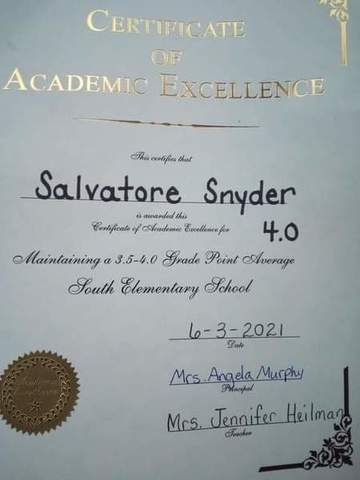 CERTIFICATE
OF
ACADEMIC EXCELLENCE
This certifies that
Salvatore Snyder
is awarded this
Certificate of Academic Excellence for
4.0
Maintaining a 3.5-4.0 Grade Point Average
South Elementary School
6-3-2021
Date
Mrs. Angela Murphy
Principal
Mrs. Jennifer Heilman
Teacher